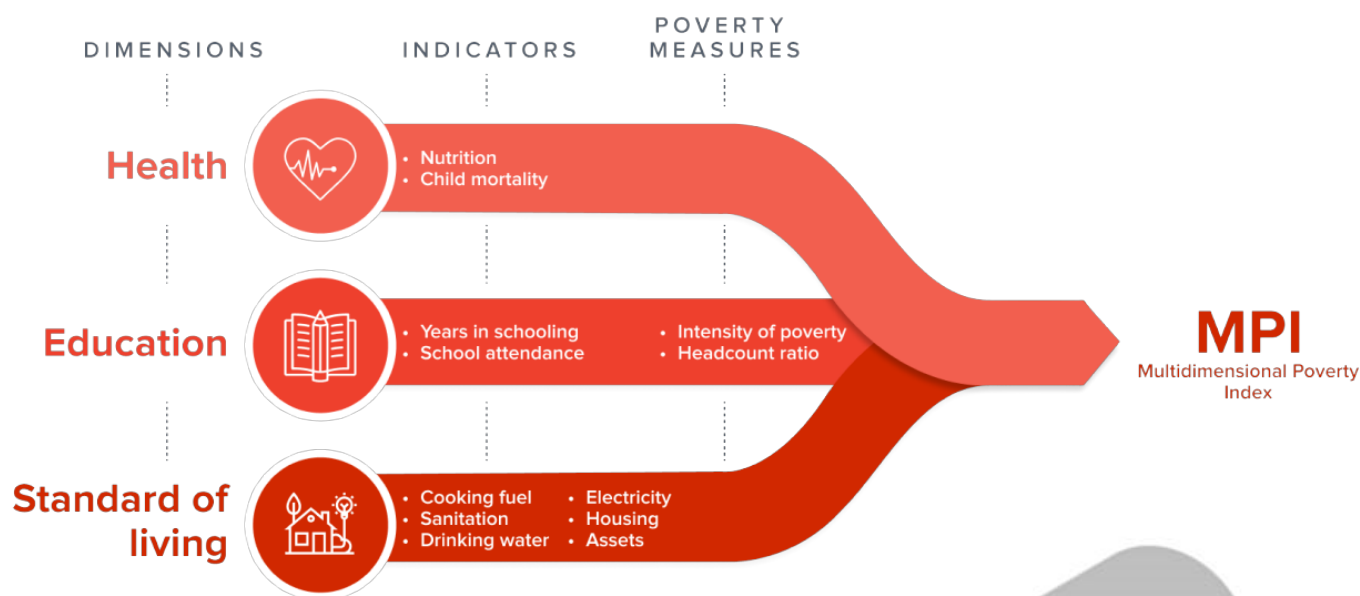 DIMENSIONS
INDICATORS
POVERTY
MEASURES
Health
• Nutrition
• Child mortality
Education
• Years in schooling
• School attendance
• Intensity of poverty
• Headcount ratio
Standard of
living
• Cooking fuel
• Sanitation
• Drinking water
• Electricity
• Housing
• Assets
MPI
Multidimensional Poverty
Index